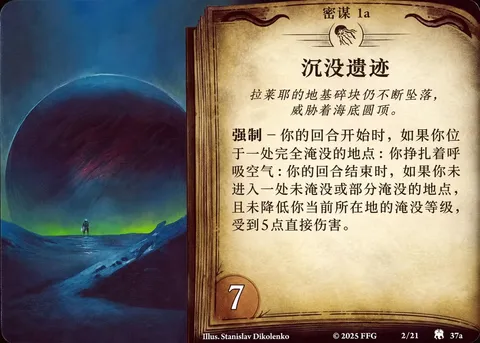 密谋 1a
沉没遗迹
拉莱耶的地基碎块仍不断坠落，
威胁着海底圆顶。
强制 – 你的回合开始时，如果你位
于一处完全淹没的地点：你挣扎着呼
吸空气：你的回合结束时，如果你未
进入一处未淹没或部分淹没的地点，
且未降低你当前所在地的淹没等级，
受到5点直接伤害。
7
Illus. Stanislav Dikolenko
© 2025 FFG
2/21
37a